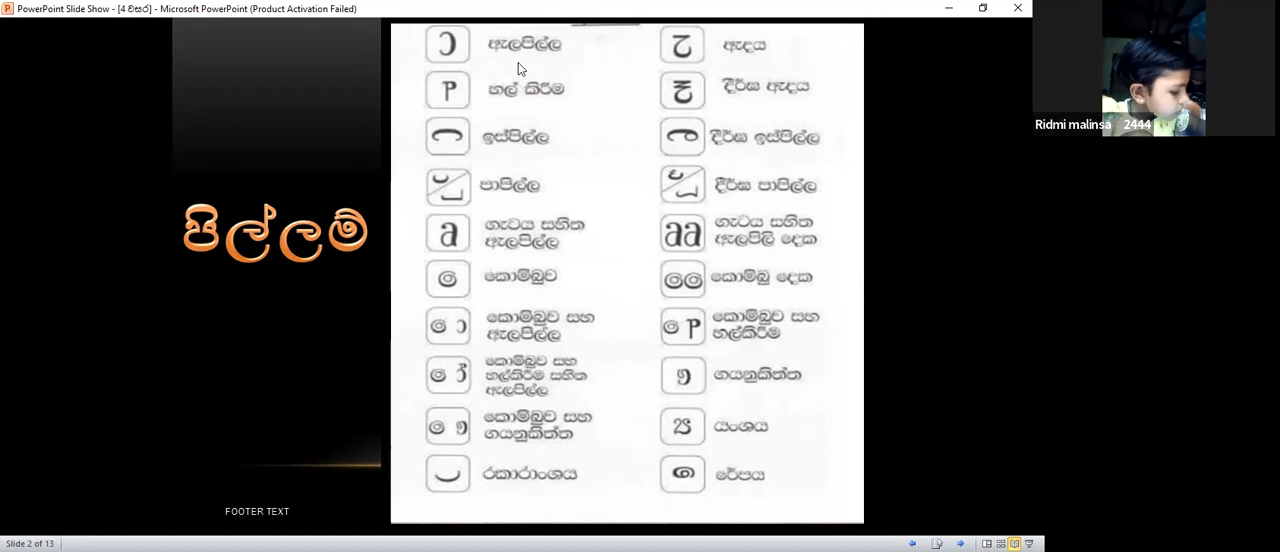 PowerPoint Slide Show - [4 වසර] - Microsoft PowerPoint (Product Activation Failed)
Ridmi malinsa 2444
පිල්ලම්
FOOTER TEXT
ා ඇලපිල්ල
ැ ඇදය
් හල් කිරීම
ෑ දීර්ඝ ඇදය
ි ඉස්පිල්ල
ී දීර්ඝ ඉස්පිල්ල
ු පාපිල්ල
ූ දීර්ඝ පාපිල්ල
ෘ ගැටය සහිත
ඇලපිල්ල
ෲ ගැටය සහිත
ඇලපිලි දෙක
ෙ කොම්බුව
ෛ කොම්බු දෙක
ො කොම්බුව සහ
ඇලපිල්ල
ේ කොම්බුව සහ
හල්කිරීම
ෝ කොම්බුව සහ
හල්කිරීම සහිත
ඇලපිල්ල
ෟ ගයනුකිත්ත
ෞ කොම්බුව සහ
ගයනුකිත්ත
්‍ය යංශය
්‍ර රකාරාංශය
ර්‍ රේපය
Slide 2 of 13